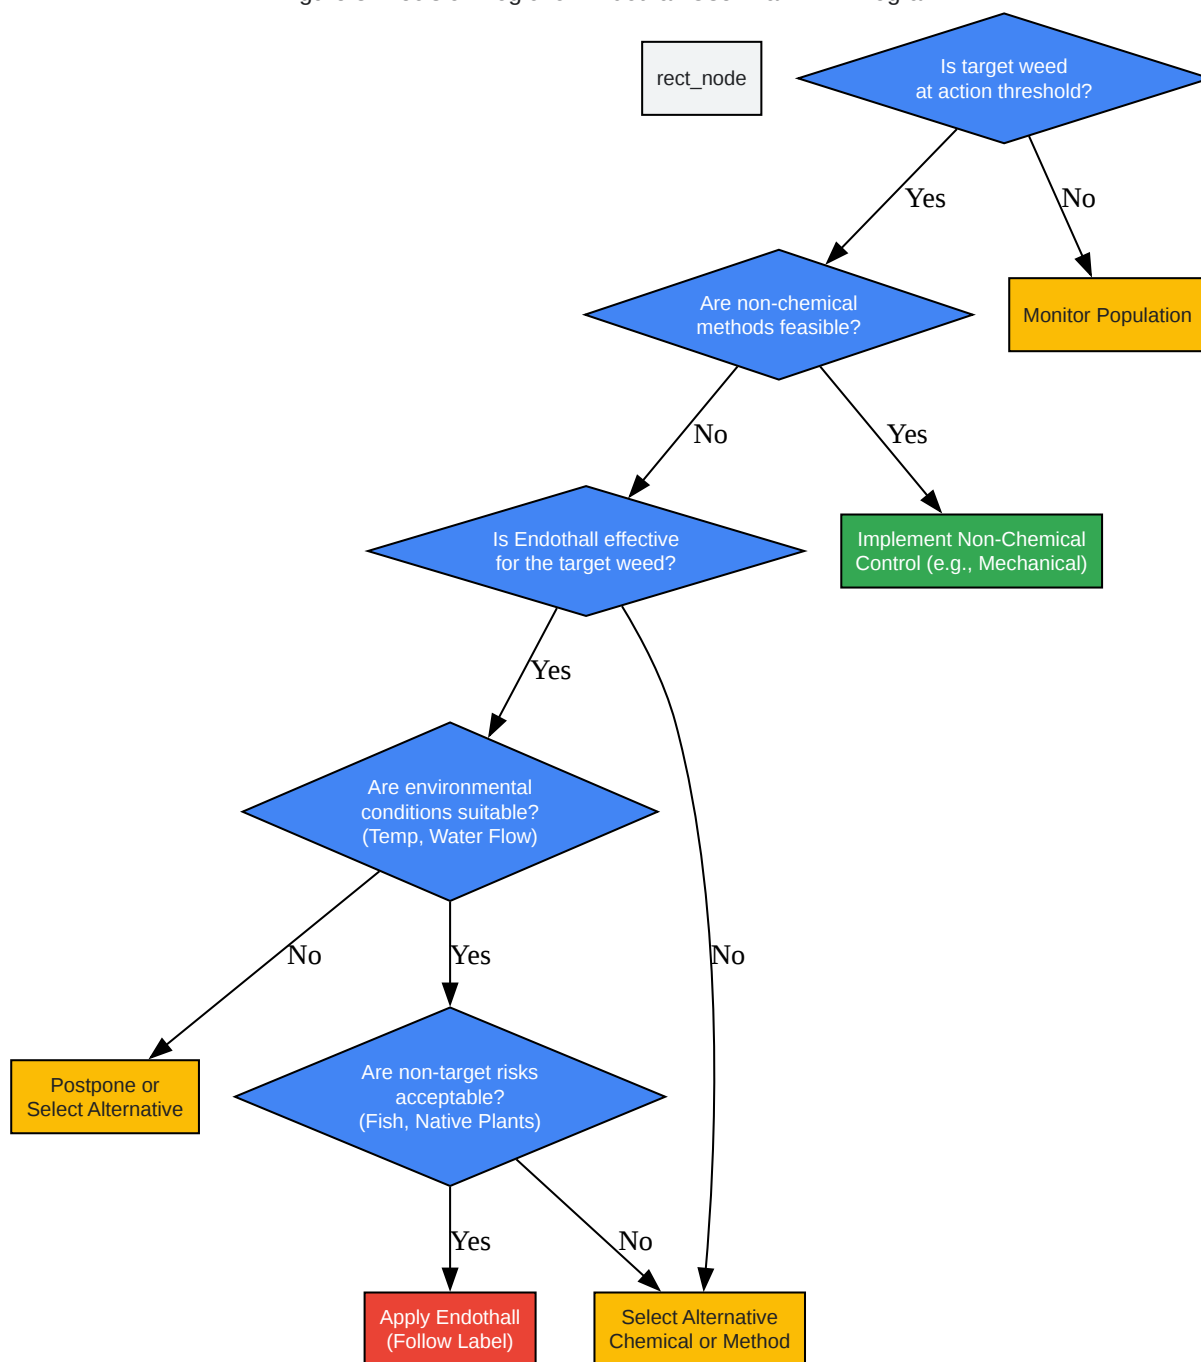 rect_node
Is target weed
at action threshold?
Yes
No
Are non-chemical
methods feasible?
Monitor Population
No
Yes
Is Endothall effective
for the target weed?
Implement Non-Chemical
Control (e.g., Mechanical)
Yes
Are environmental
conditions suitable?
(Temp, Water Flow)
No
Yes
No
Postpone or
Select Alternative
Are non-target risks
acceptable?
(Fish, Native Plants)
Yes
No
Apply Endothall
(Follow Label)
Select Alternative
Chemical or Method